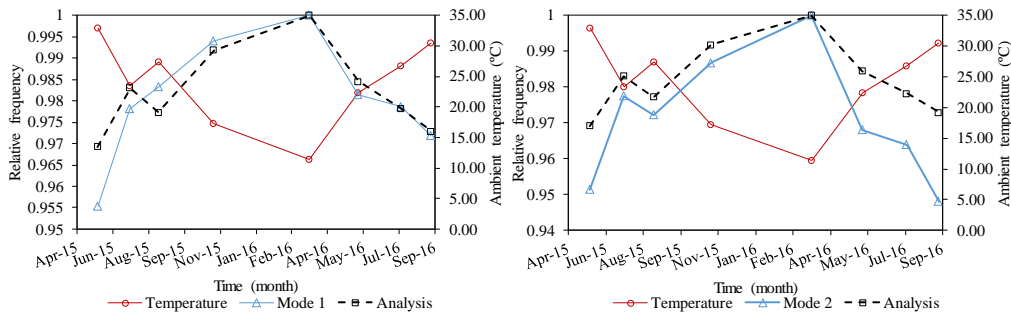 Relative frequency
1
0.995
0.99
0.985
0.98
0.975
0.97
0.965
0.96
0.955
0.95
35.00
30.00
25.00
20.00
15.00
10.00
5.00
0.00
Ambient temperature (°C)
Apr-15
Jun-15
Aug-15
Sep-15
Nov-15
Jan-16
Feb-16
Apr-16
May-16
Jul-16
Sep-16
Time (month)
Temperature Mode 1 Analysis
Relative frequency
1
0.99
0.98
0.97
0.96
0.95
0.94
35.00
30.00
25.00
20.00
15.00
10.00
5.00
0.00
Ambient temperature (°C)
Apr-15
Jun-15
Aug-15
Sep-15
Nov-15
Jan-16
Feb-16
Apr-16
May-16
Jul-16
Sep-16
Time (month)
Temperature Mode 2 Analysis